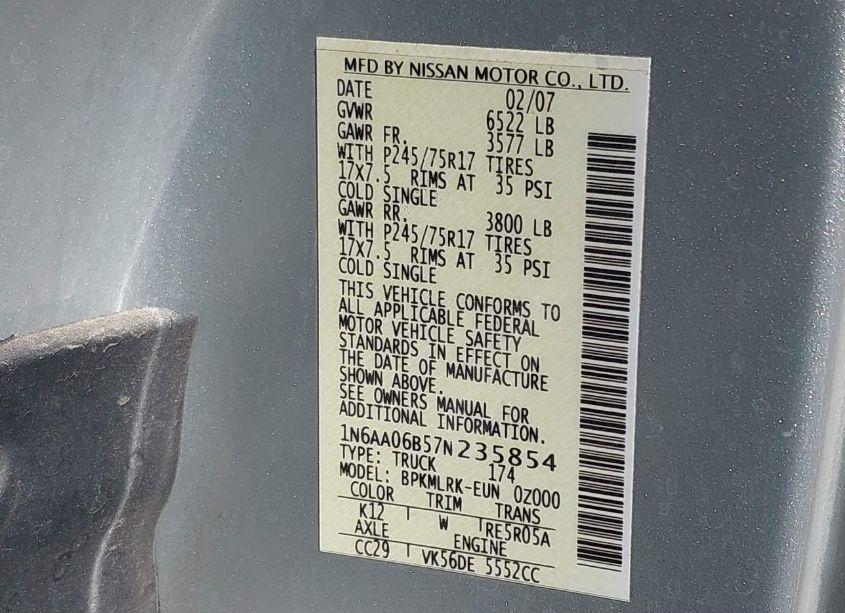 MFD BY NISSAN MOTOR CO., LTD.
DATE 02/07
GVWR 6522 LB
GAWR FR. 3577 LB
WITH P245/75R17 TIRES
17X7.5 RIMS AT 35 PSI
COLD SINGLE
GAWR RR. 3800 LB
WITH P245/75R17 TIRES
17X7.5 RIMS AT 35 PSI
COLD SINGLE
THIS VEHICLE CONFORMS TO
ALL APPLICABLE FEDERAL
MOTOR VEHICLE SAFETY
STANDARDS IN EFFECT ON
THE DATE OF MANUFACTURE
SHOWN ABOVE.
SEE OWNERS MANUAL FOR
ADDITIONAL INFORMATION.
1N6AA06B57N235854
TYPE: TRUCK 174
MODEL: BPKMLRK-EUN 0Z000
COLOR TRIM TRANS
K12 W RE5R05A
AXLE ENGINE
CC29 VK56DE 5552CC